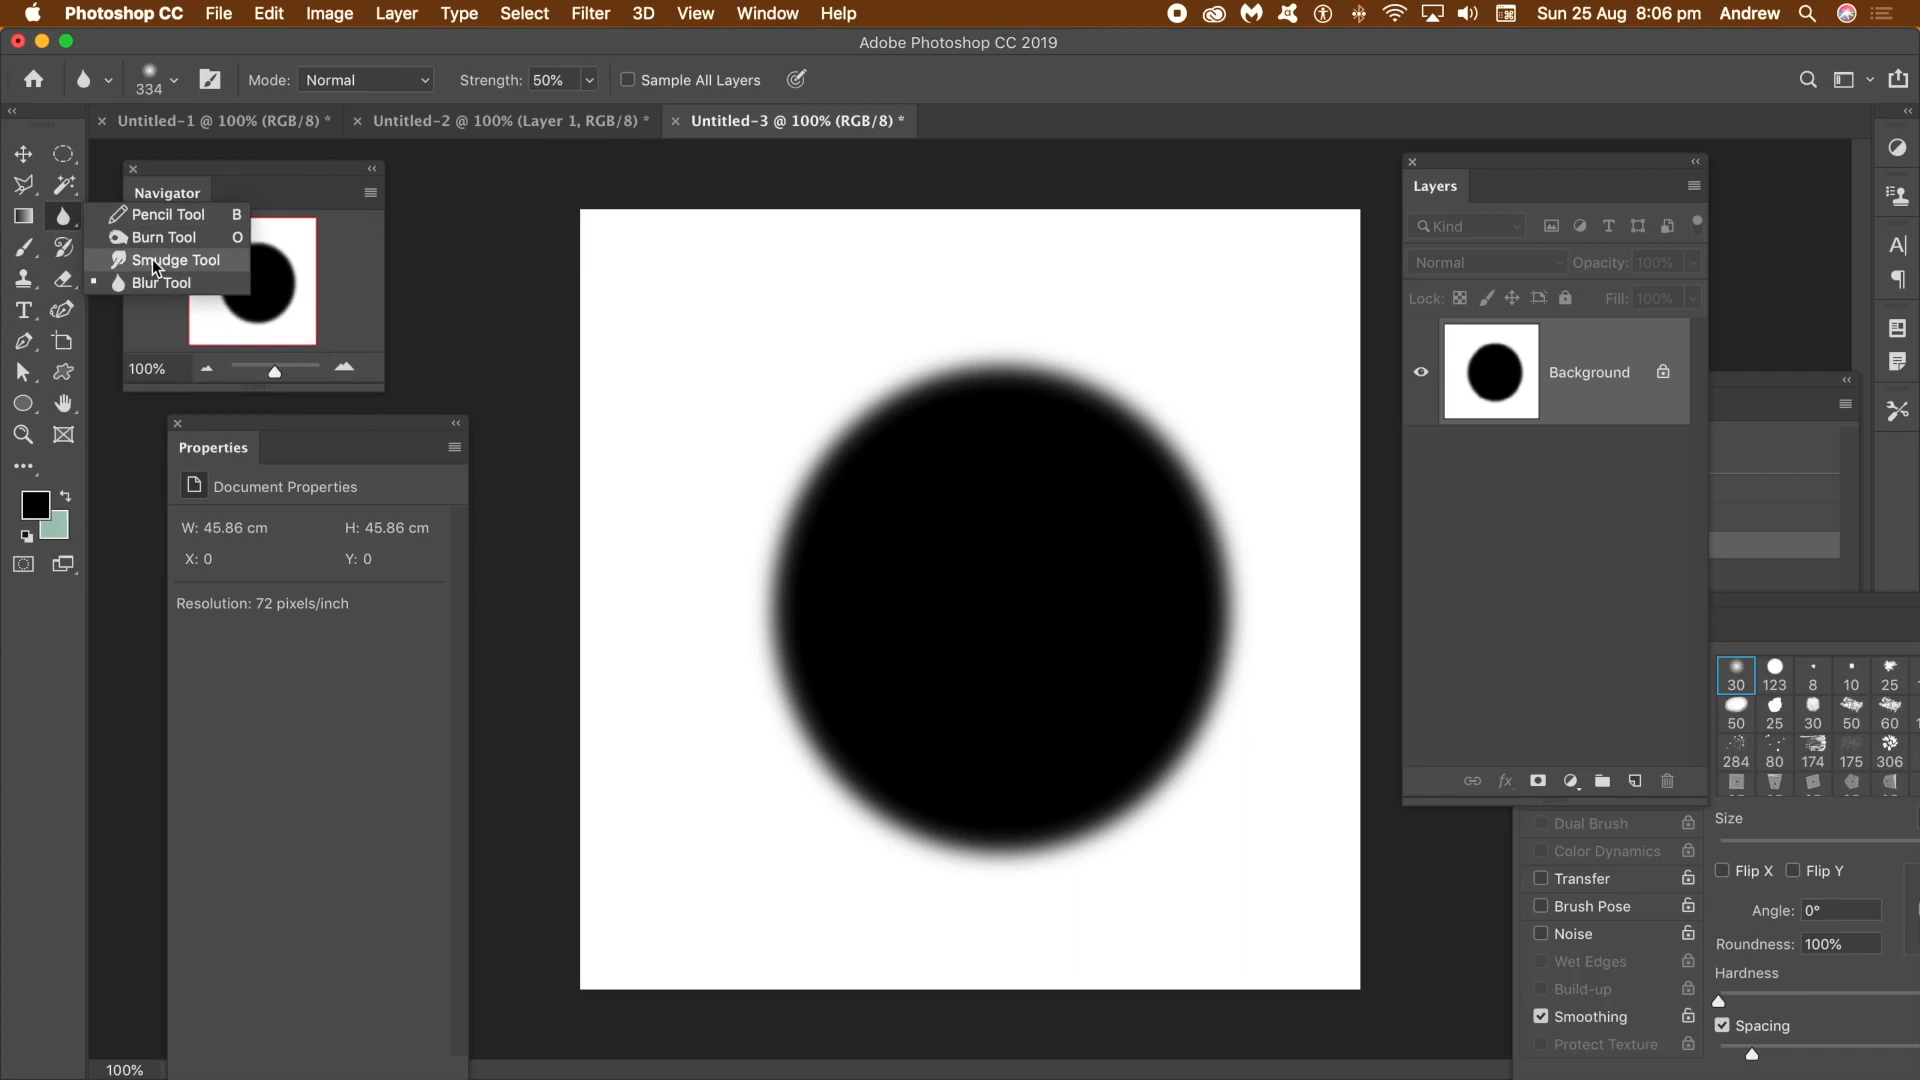 Photoshop CC File Edit Image Layer Type Select Filter 3D View Window Help Sun 25 Aug 8:06 pm Andrew
Adobe Photoshop CC 2019
334 Mode: Normal Strength: 50% Sample All Layers
Untitled-1 @ 100% (RGB/8) * Untitled-2 @ 100% (Layer 1, RGB/8) * Untitled-3 @ 100% (RGB/8) *
Navigator
Pencil Tool B
Burn Tool O
Smudge Tool
Blur Tool
100%
Properties
Document Properties
W: 45.86 cm H: 45.86 cm
X: 0 Y: 0
Resolution: 72 pixels/inch
100%
Layers
Kind
Normal Opacity: 100%
Lock: Fill: 100%
Background
fx
30 123 8 10 25
50 25 30 50 60
284 80 174 175 306
Size
Flip X Flip Y
Angle: 0°
Roundness: 100%
Hardness
Spacing
Dual Brush
Color Dynamics
Transfer
Brush Pose
Noise
Wet Edges
Build-up
Smoothing
Protect Texture